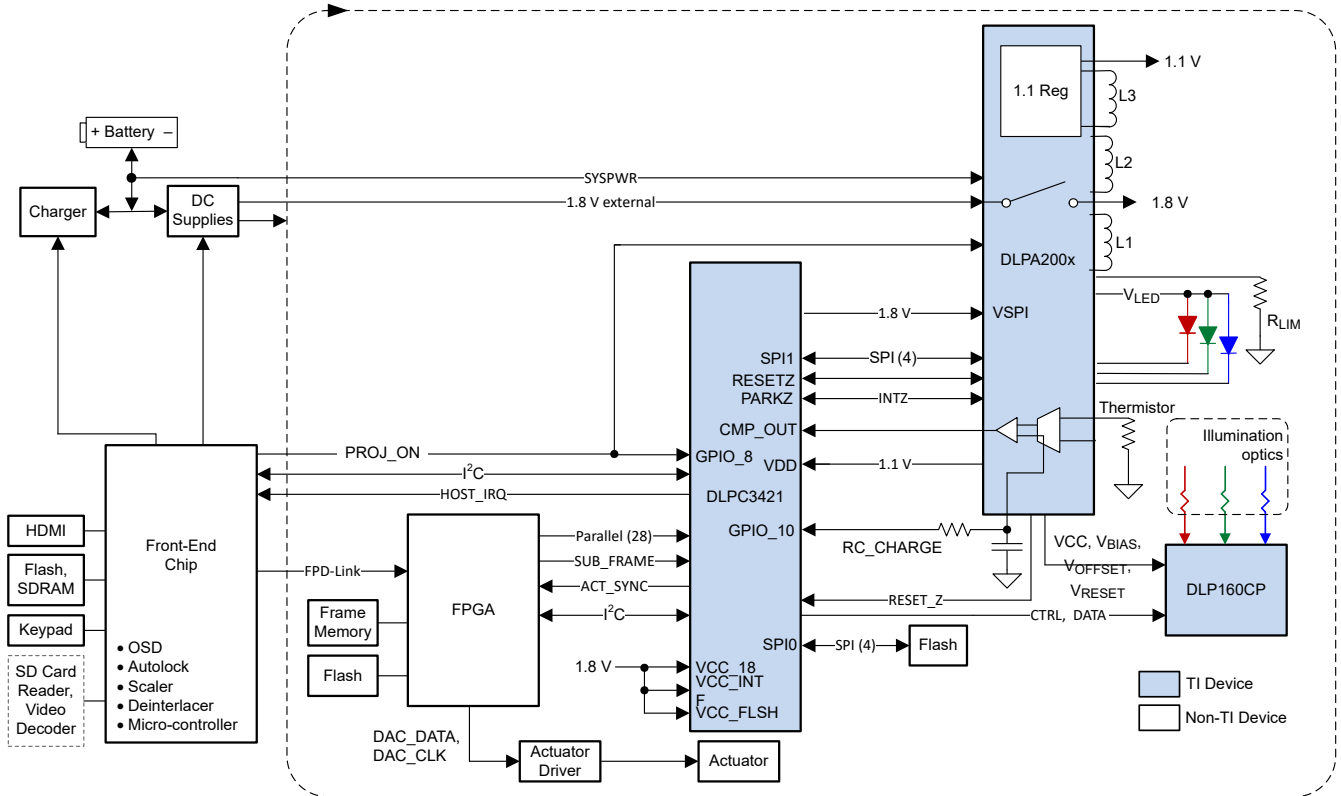 1.1 V
1.1 Reg
L3
+ Battery –
L2
SYSPWR
Charger
DC
Supplies
1.8 V external
1.8 V
L1
DLPA200x
VLED
RLIM
1.8 V
VSPI
SPI1
SPI (4)
RESETZ
PARKZ
INTZ
Thermistor
CMP_OUT
Illumination
optics
PROJ_ON
GPIO_8
VDD
1.1 V
I2C
HOST_IRQ
DLPC3421
HDMI
Front-End
Chip
Parallel (28)
GPIO_10
RC_CHARGE
VCC, VBIAS,
VOFFSET,
VRESET
Flash,
SDRAM
FPD-Link
SUB_FRAME
ACT_SYNC
DLP160CP
FPGA
Frame
Memory
I2C
RESET_Z
CTRL, DATA
Keypad
SPI0
SPI (4)
Flash
• OSD
• Autolock
• Scaler
• Deinterlacer
• Micro-controller
SD Card
Reader,
Video
Decoder
Flash
1.8 V
VCC_18
VCC_INT
F
VCC_FLSH
TI Device
Non-TI Device
DAC_DATA,
DAC_CLK
Actuator
Driver
Actuator